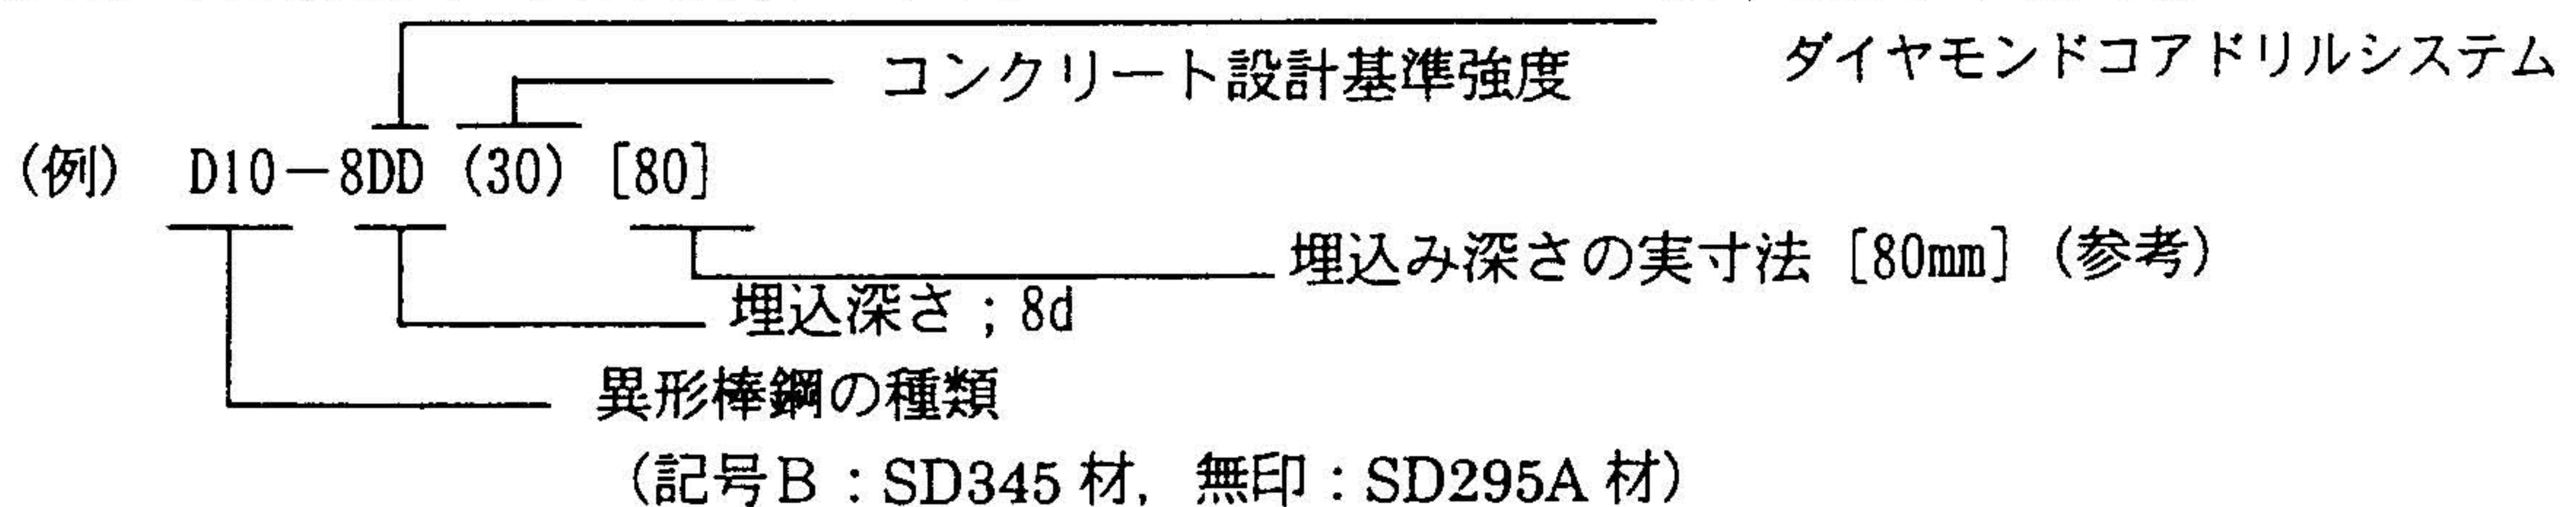 ダイヤモンドコアドリルシステム
コンクリート設計基準強度
(例) D10-8DD (30) [80]
埋込み深さの実寸法 [80mm] (参考)
埋込深さ;8d
異形棒鋼の種類
(記号B:SD345 材, 無印:SD295A 材)